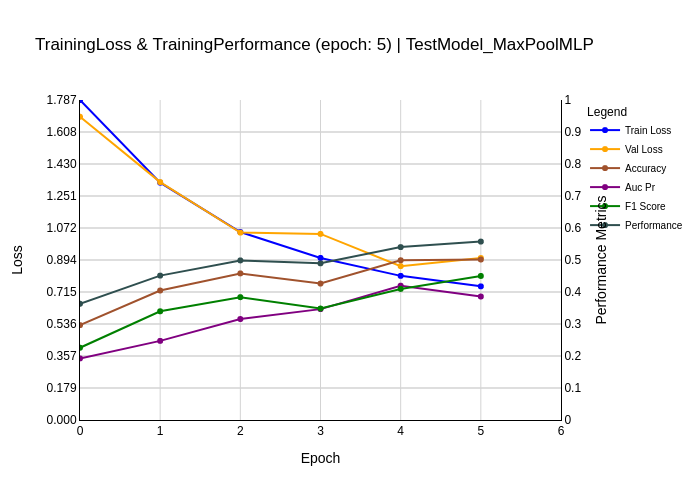 TrainingLoss & TrainingPerformance (epoch: 5) | TestModel_MaxPoolMLP
1.787
1.608
1.430
1.251
1.072
0.894
0.715
0.536
0.357
0.179
0.000
Loss
0 1 2 3 4 5 6
Epoch
1
0.9
0.8
0.7
0.6
0.5
0.4
0.3
0.2
0.1
0
Performance Metrics
Legend
Train Loss
Val Loss
Accuracy
Auc Pr
F1 Score
Performance